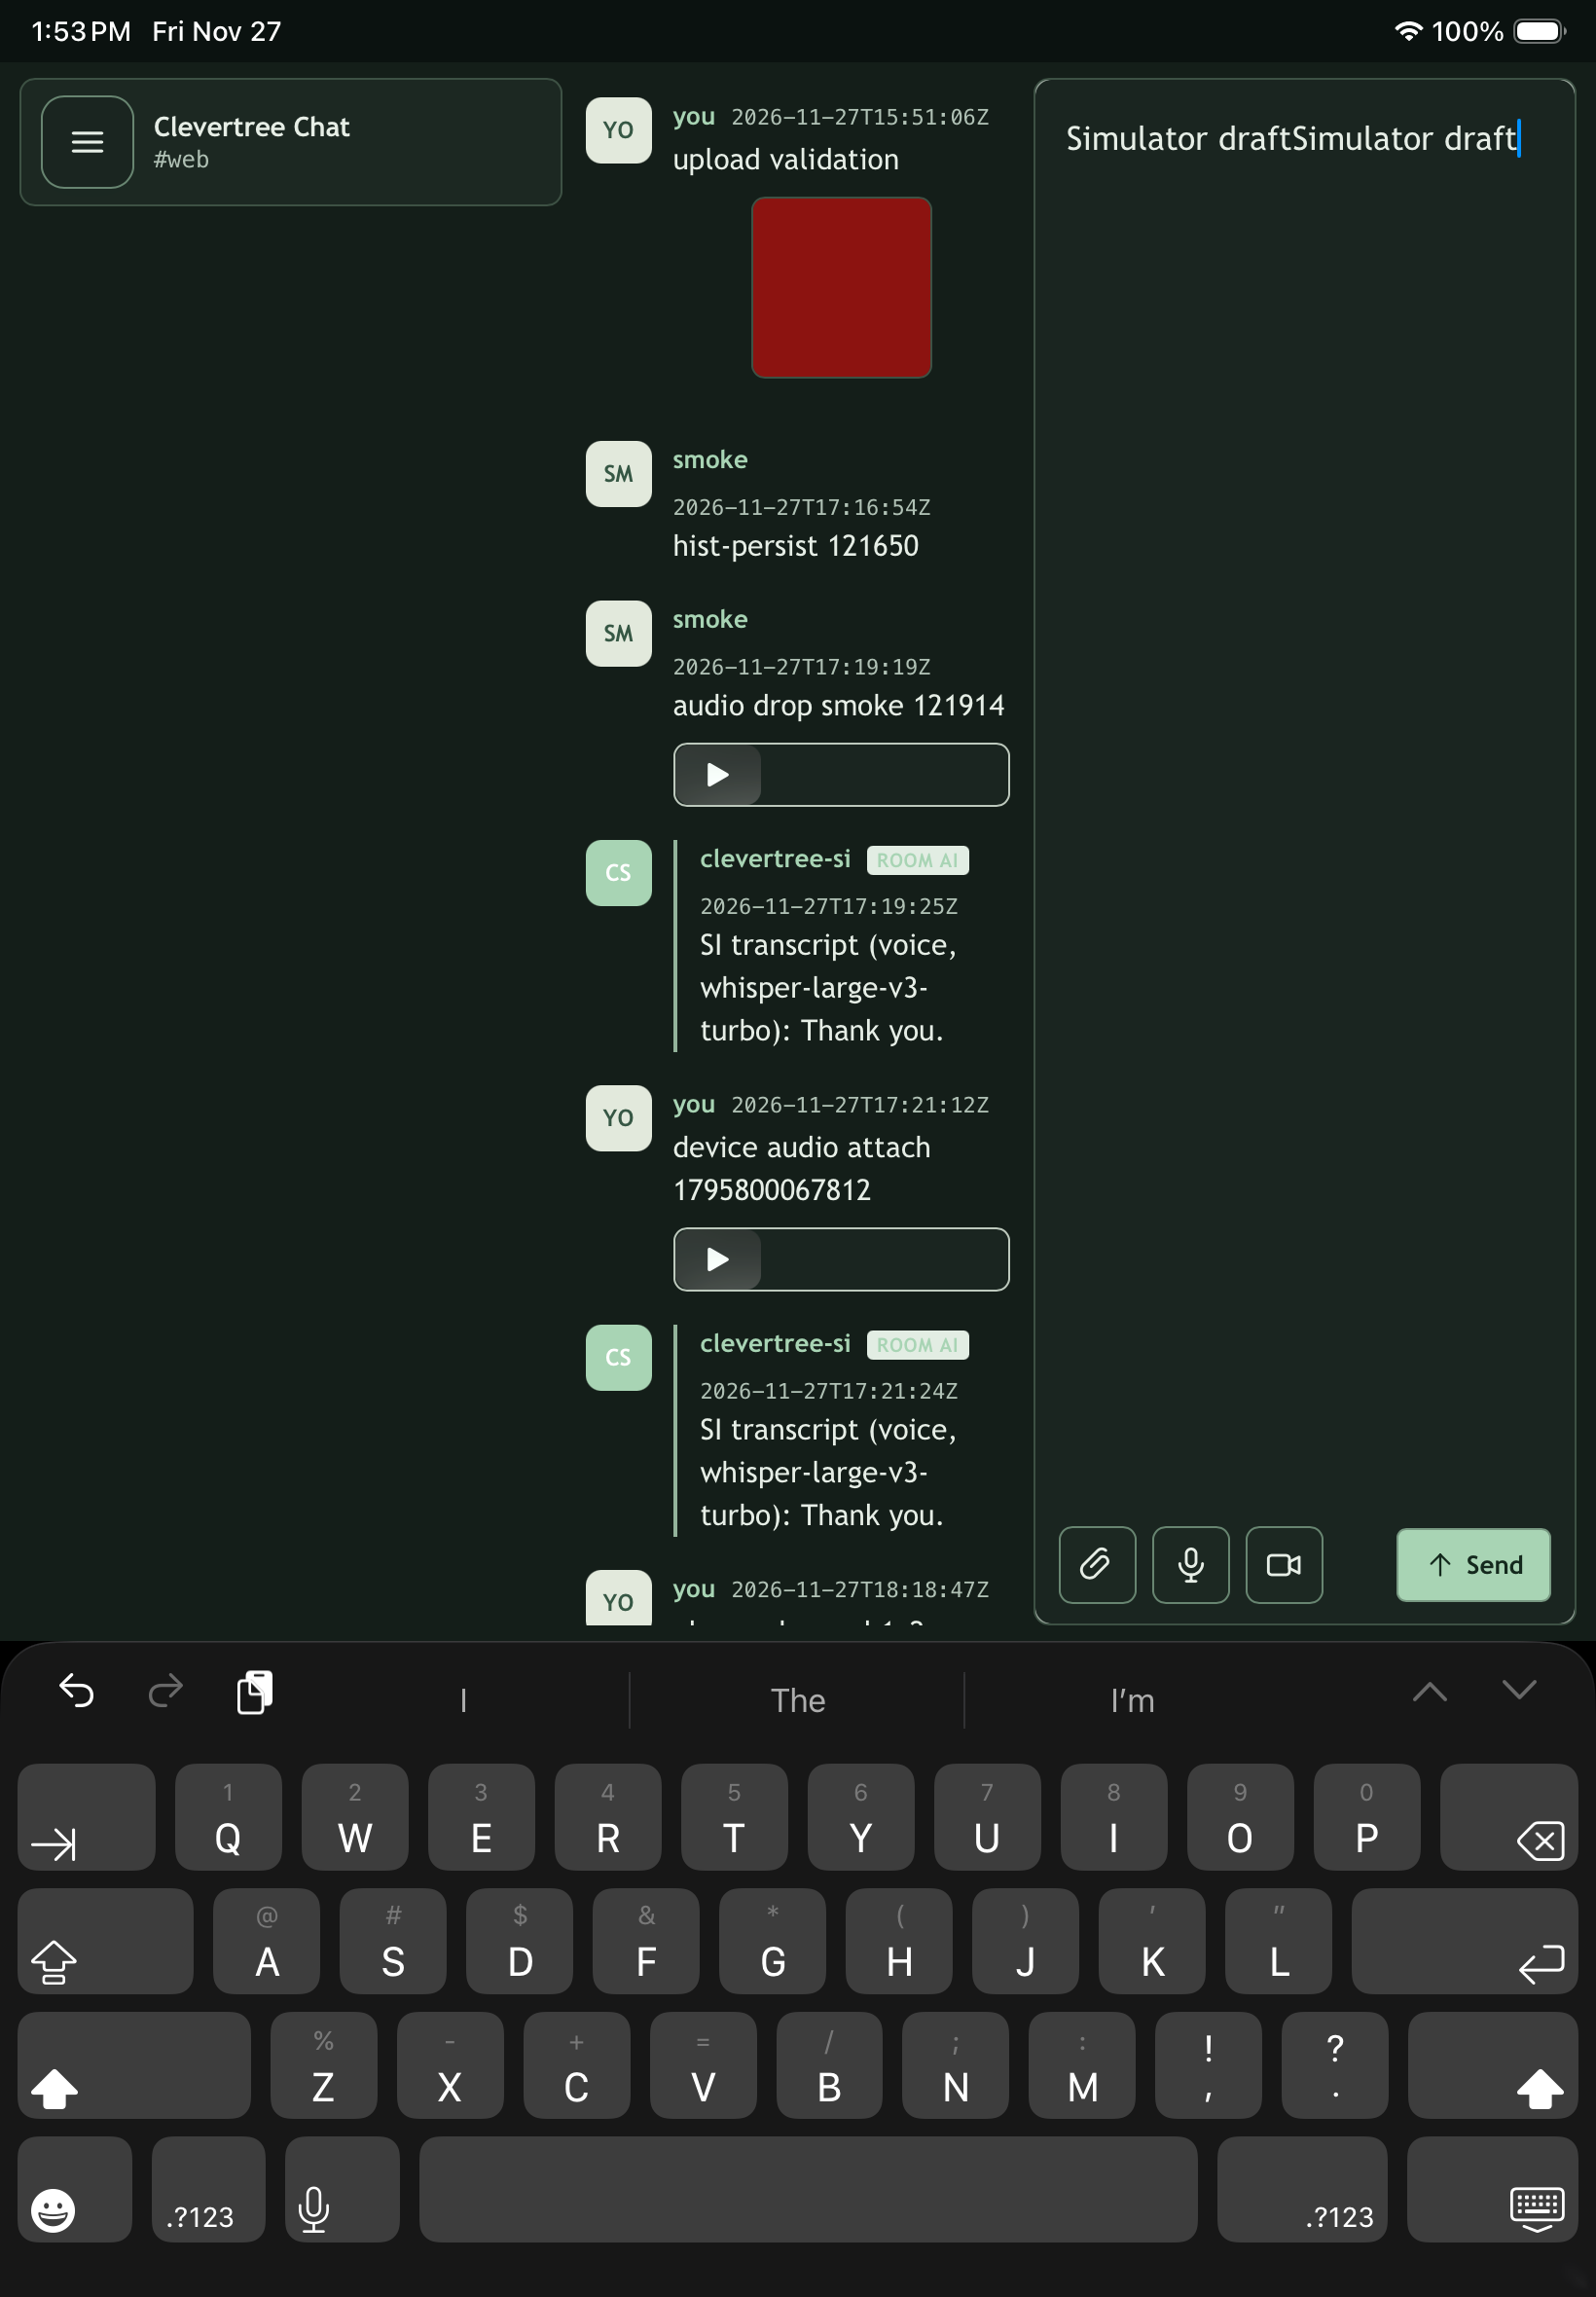 1:53 PM Fri Nov 27
100%
Clevertree Chat
#web
YO
you 2026-11-27T15:51:06Z
upload validation
SM
smoke
2026-11-27T17:16:54Z
hist-persist 121650
SM
smoke
2026-11-27T17:19:19Z
audio drop smoke 121914
CS
clevertree-si ROOM AI
2026-11-27T17:19:25Z
SI transcript (voice,
whisper-large-v3-
turbo): Thank you.
YO
you 2026-11-27T17:21:12Z
device audio attach
1795800067812
CS
clevertree-si ROOM AI
2026-11-27T17:21:24Z
SI transcript (voice,
whisper-large-v3-
turbo): Thank you.
YO
you 2026-11-27T18:18:47Z
Simulator draftSimulator draft
Send
I The I'm
1 2 3 4 5 6 7 8 9 0
Q W E R T Y U I O P
@ # $ & * ( ) ' "
A S D F G H J K L
% - + = / ; : ! ?
Z X C V B N M , .
.?123 .?123